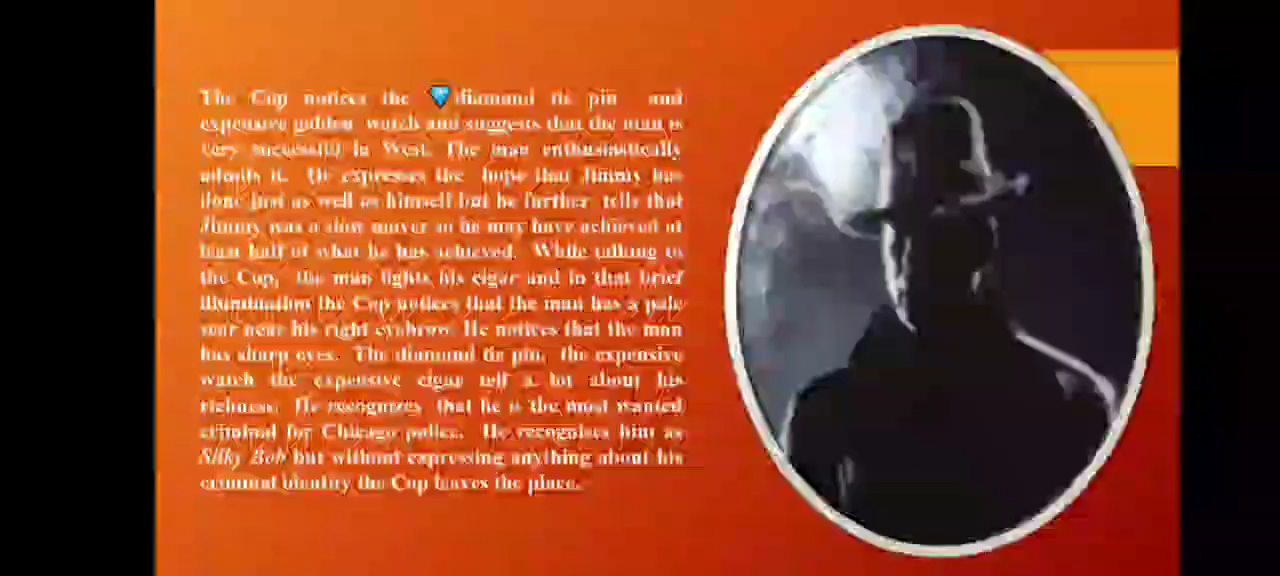 The Cop notices the diamond tie pin and
expensive golden watch and suggests that the man is
very successful in West. The man enthusiastically
admits it. He expresses the hope that Jimmy has
done just as well as himself but he further tells that
Jimmy was a slow mover so he may have achieved at
least half of what he has achieved. While talking to
the Cop, the man lights his cigar and in that brief
illumination the Cop notices that the man has a pale
scar near his right eyebrow. He notices that the man
has sharp eyes. The diamond tie pin, the expensive
watch the expensive cigar tell a lot about his
richness. He recognizes that he is the most wanted
criminal for Chicago police. He recognises him as
Silky Bob but without expressing anything about his
criminal identity the Cop leaves the place.